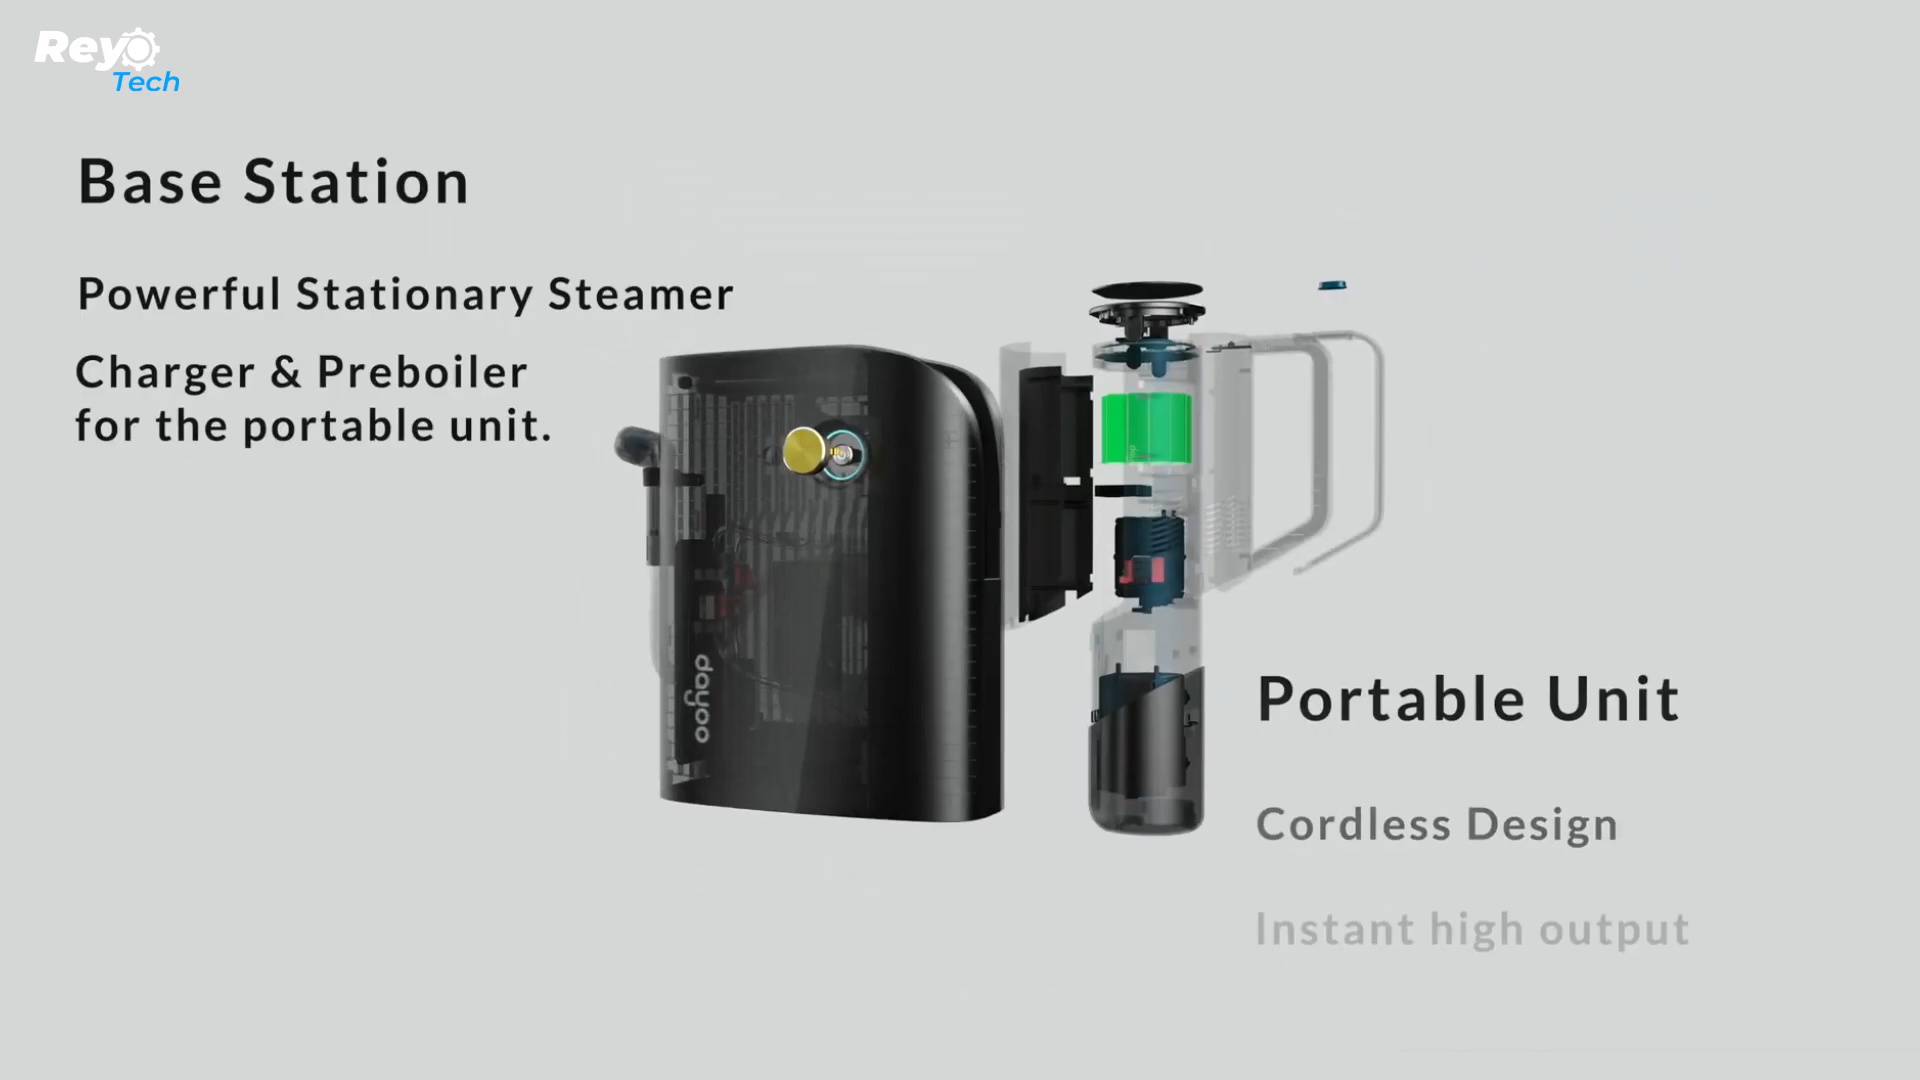 Reyo
Tech
Base Station
Powerful Stationary Steamer
Charger & Preboiler
for the portable unit.
dayoo
Portable Unit
Cordless Design
Instant high output